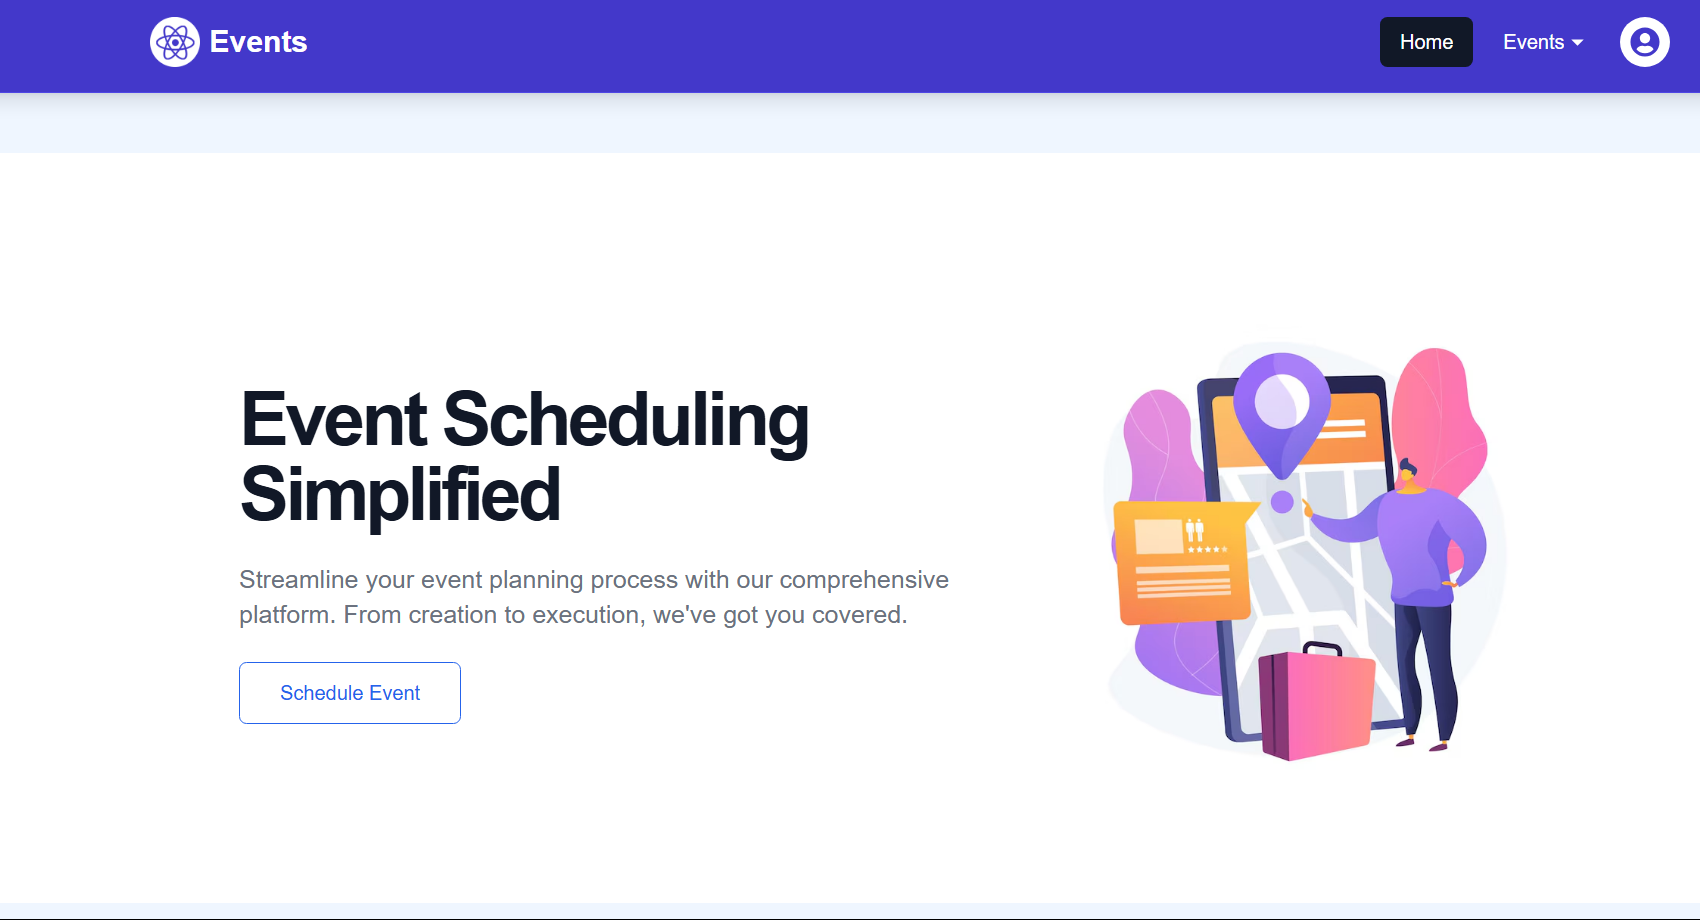 Events
Home
Events
Event Scheduling
Simplified
Streamline your event planning process with our comprehensive
platform. From creation to execution, we've got you covered.
Schedule Event